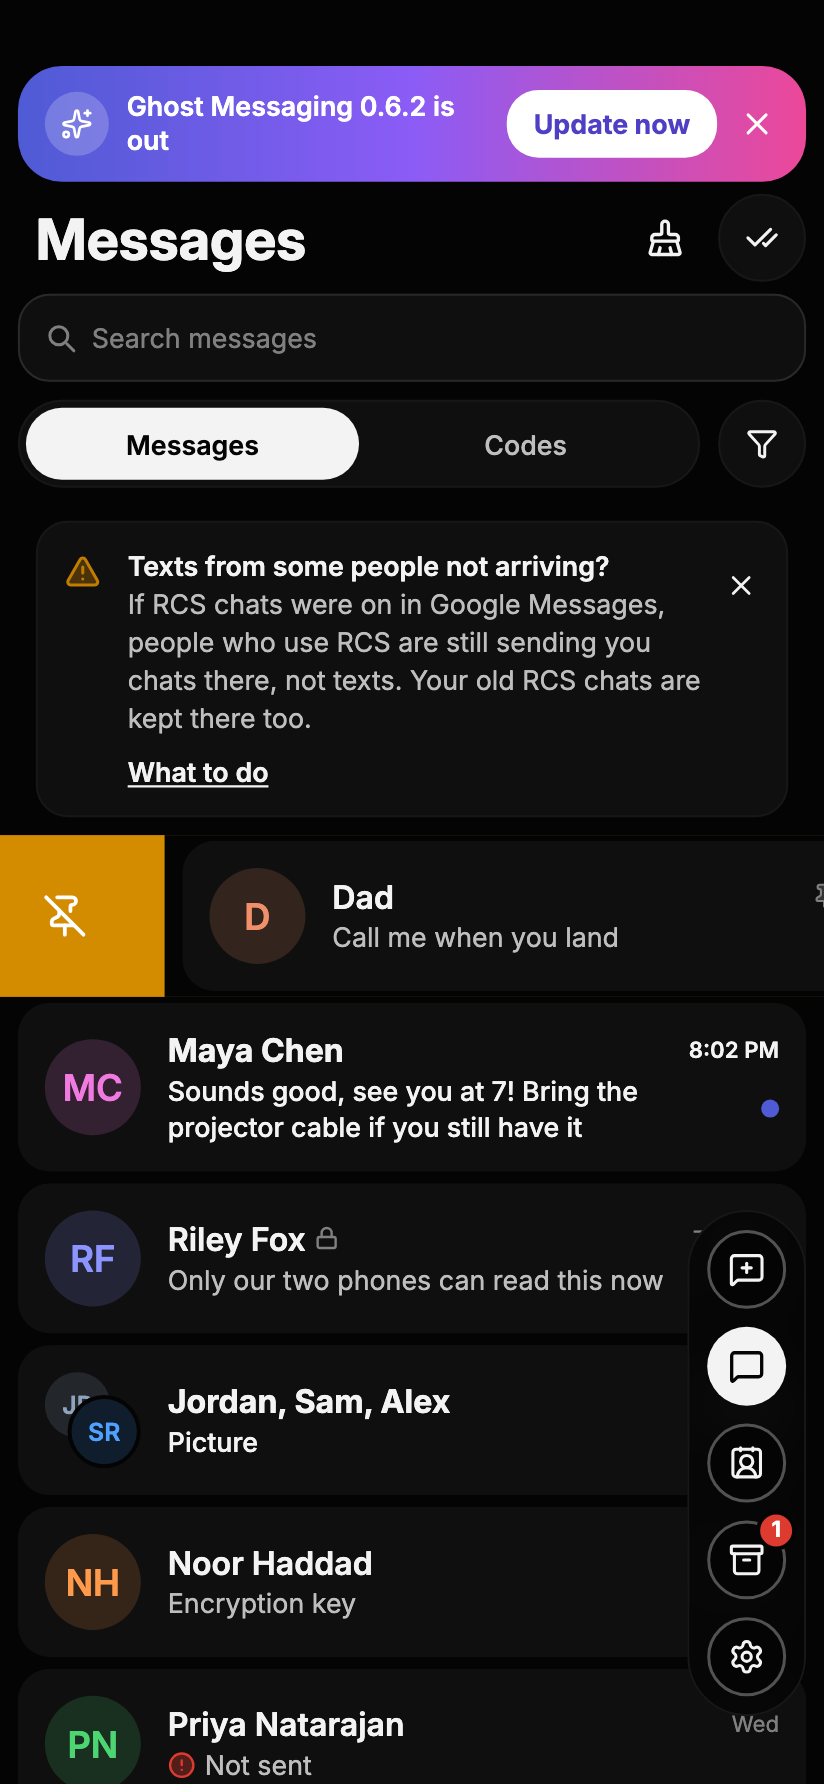 Ghost Messaging 0.6.2 is
out
Update now
Messages
Search messages
Messages
Codes
Texts from some people not arriving?
If RCS chats were on in Google Messages,
people who use RCS are still sending you
chats there, not texts. Your old RCS chats are
kept there too.
What to do
D
Dad
Call me when you land
MC
Maya Chen
8:02 PM
Sounds good, see you at 7! Bring the
projector cable if you still have it
RF
Riley Fox
Only our two phones can read this now
SR
Jordan, Sam, Alex
Picture
NH
Noor Haddad
Encryption key
1
PN
Priya Natarajan
Wed
Not sent